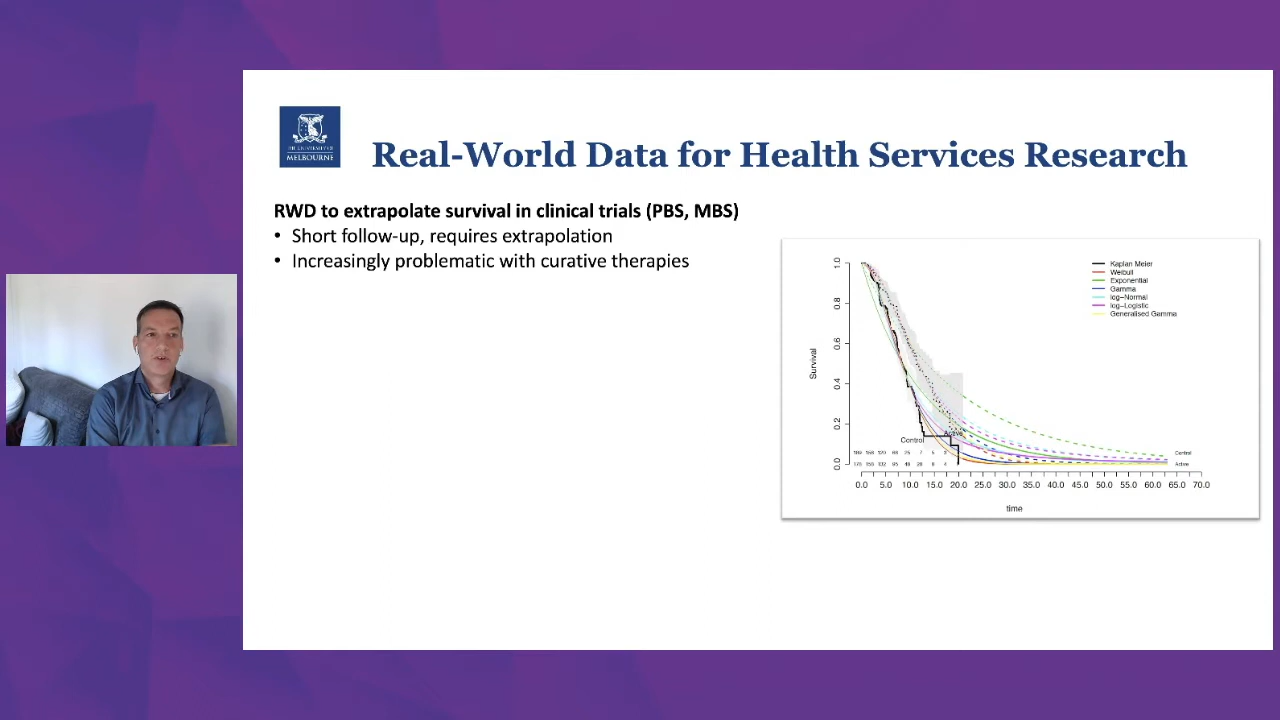 MELBOURNE
Real-World Data for Health Services Research
RWD to extrapolate survival in clinical trials (PBS, MBS)
• Short follow-up, requires extrapolation
• Increasingly problematic with curative therapies
Kaplan Meier
Weibull
Exponential
Gamma
log-Normal
log-Logistic
Generalised Gamma
Survival
1.0
0.8
0.6
0.4
0.2
0.0
Control
Active
Control
Active
0.0 5.0 10.0 15.0 20.0 25.0 30.0 35.0 40.0 45.0 50.0 55.0 60.0 65.0 70.0
time